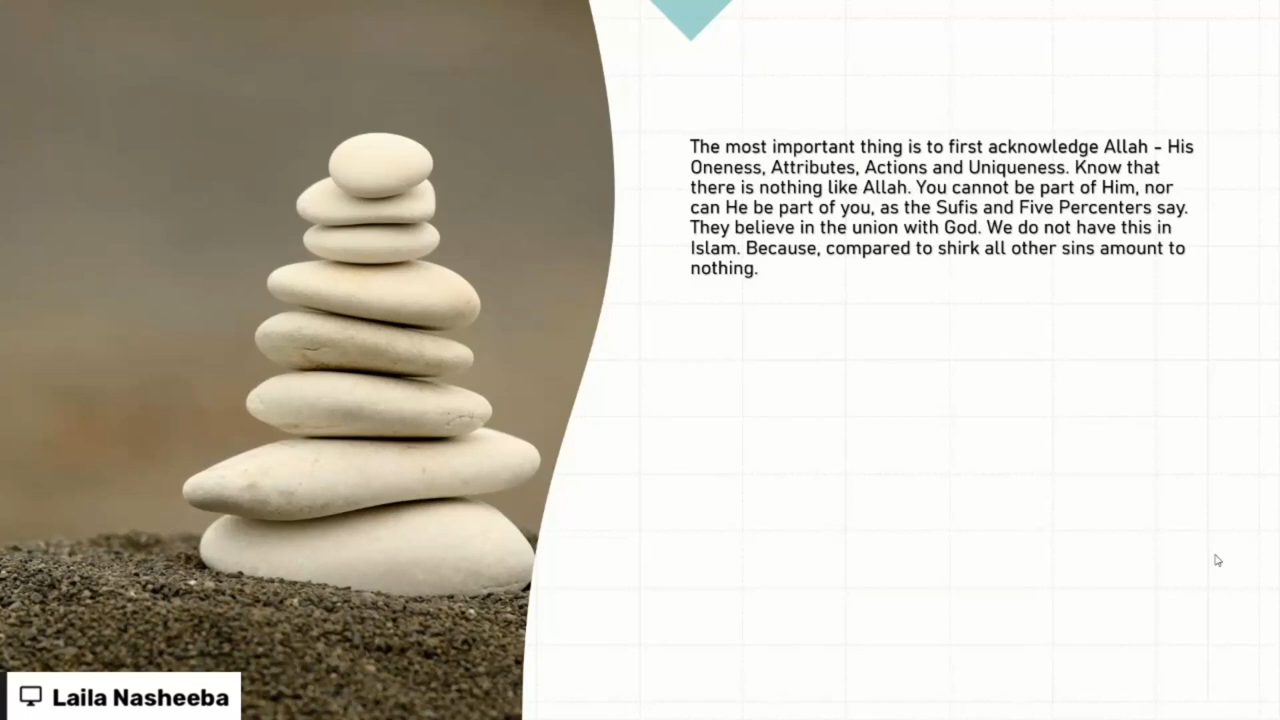 The most important thing is to first acknowledge Allah - His
Oneness, Attributes, Actions and Uniqueness. Know that
there is nothing like Allah. You cannot be part of Him, nor
can He be part of you, as the Sufis and Five Percenters say.
They believe in the union with God. We do not have this in
Islam. Because, compared to shirk all other sins amount to
nothing.
Laila Nasheeba